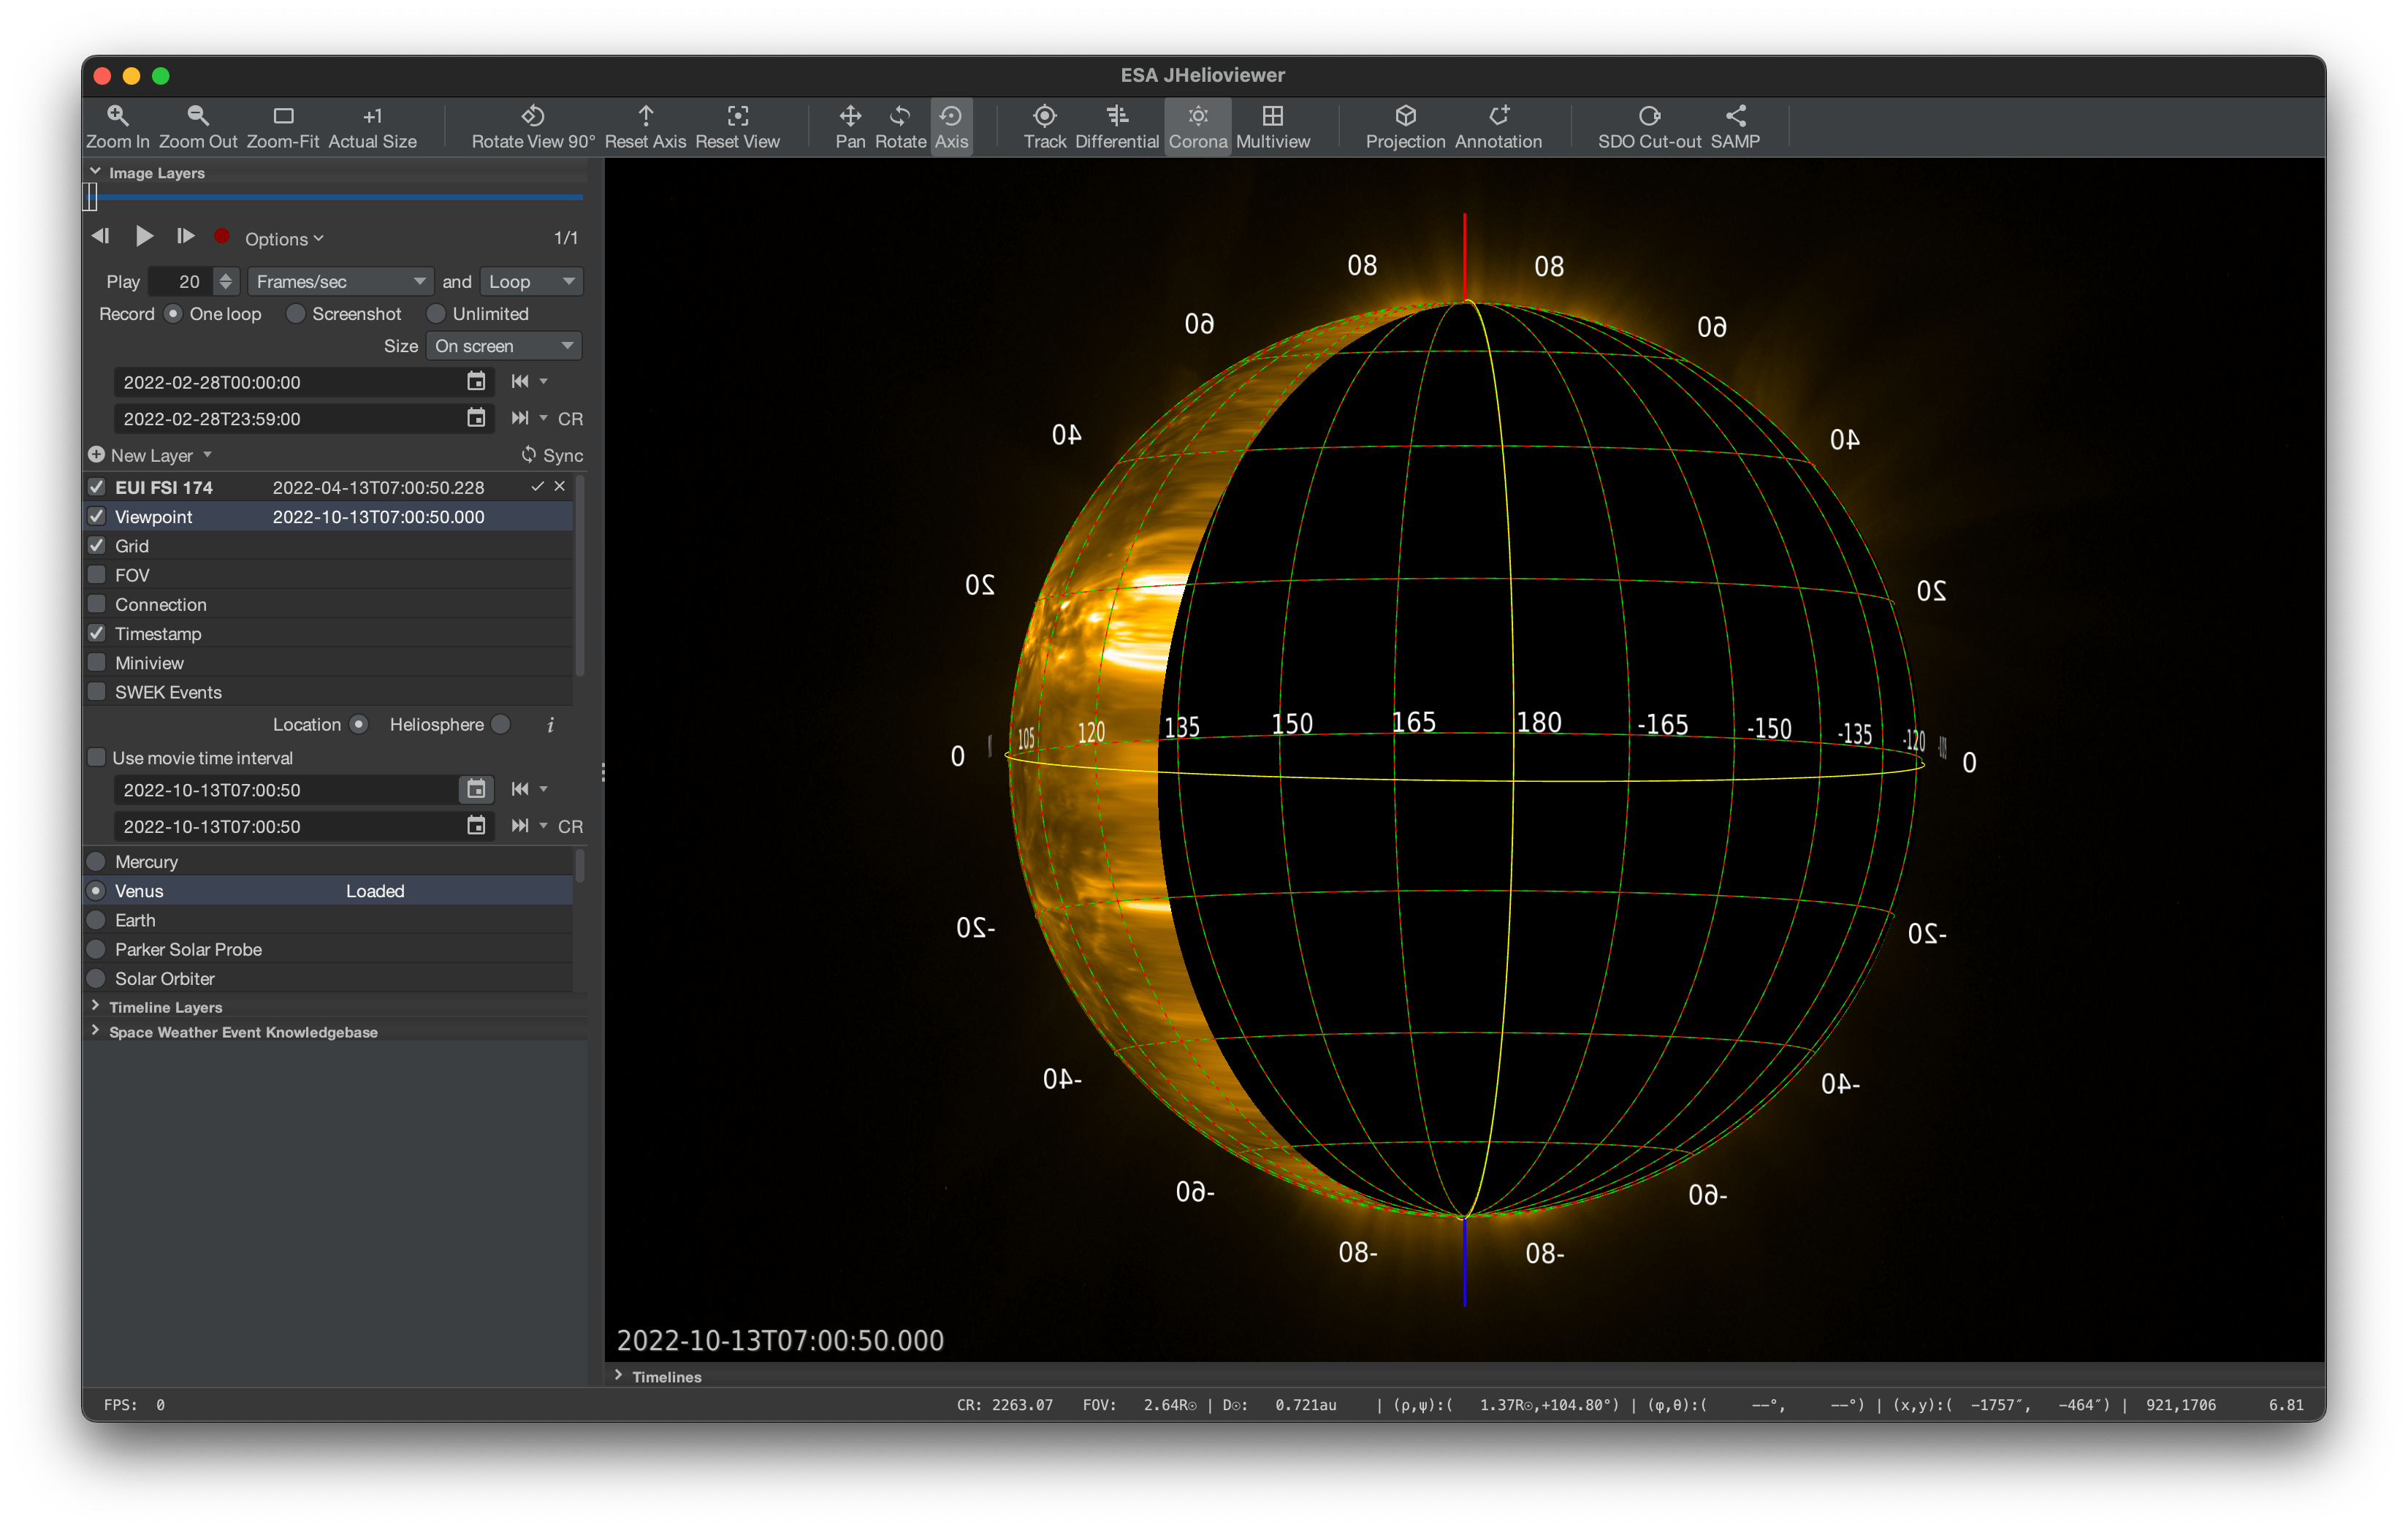 ESA JHelioviewer
Zoom In Zoom Out Zoom-Fit Actual Size Rotate View 90° Reset Axis Reset View Pan Rotate Axis Track Differential Corona Multiview Projection Annotation SDO Cut-out SAMP
+1
Image Layers
Options 1/1
Play 20 Frames/sec and Loop
Record One loop Screenshot Unlimited
Size On screen
2022-02-28T00:00:00
2022-02-28T23:59:00 CR
New Layer Sync
EUI FSI 174 2022-04-13T07:00:50.228
Viewpoint 2022-10-13T07:00:50.000
Grid
FOV
Connection
Timestamp
Miniview
SWEK Events
Location Heliosphere i
Use movie time interval
2022-10-13T07:00:50
2022-10-13T07:00:50 CR
Mercury
Venus Loaded
Earth
Parker Solar Probe
Solar Orbiter
Timeline Layers
Space Weather Event Knowledgebase
80 80
60 60
40 40
20 20
105 120 135 150 165 180 -165 -150 -135 -120
0 0
-20 -20
-40 -40
-60 -60
-80 -80
2022-10-13T07:00:50.000
Timelines
FPS: 0 CR: 2263.07 FOV: 2.64R☉ | D☉: 0.721au | (ρ,ψ):( 1.37R☉,+104.80°) | (φ,θ):( --°, --°) | (x,y):( -1757″, -464″) | 921,1706 6.81